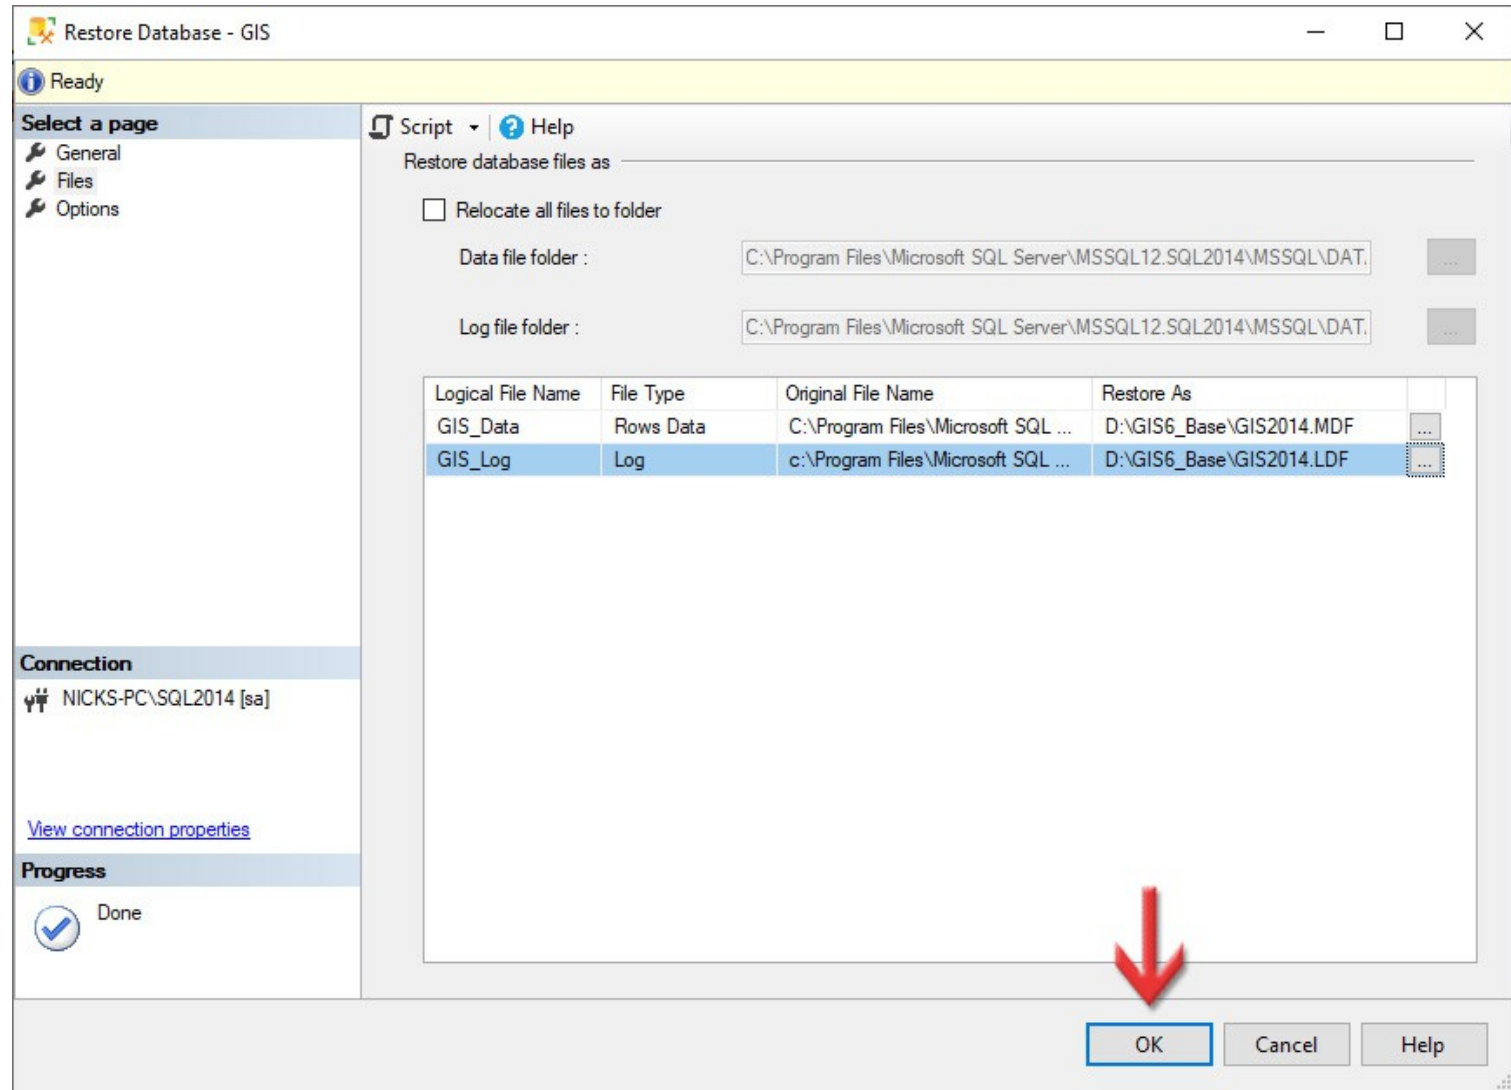 Restore Database - GIS
Ready
Select a page
General
Files
Options
Script
Help
Restore database files as
Relocate all files to folder
Data file folder :
C:\Program Files\Microsoft SQL Server\MSSQL12.SQL2014\MSSQL\DAT.
...
Log file folder :
C:\Program Files\Microsoft SQL Server\MSSQL12.SQL2014\MSSQL\DAT.
...
Logical File Name File Type Original File Name Restore As
GIS_Data Rows Data C:\Program Files\Microsoft SQL ... D:\GIS6_Base\GIS2014.MDF ...
GIS_Log Log c:\Program Files\Microsoft SQL ... D:\GIS6_Base\GIS2014.LDF ...
Connection
NICKS-PC\SQL2014 [sa]
View connection properties
Progress
Done
OK Cancel Help